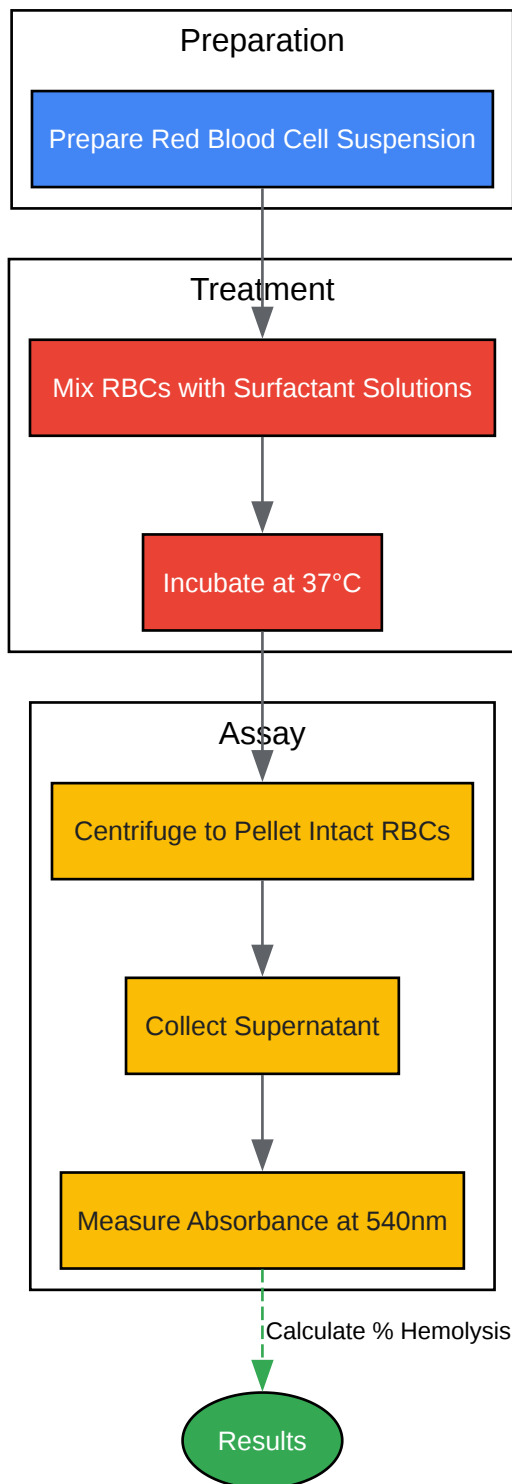 Preparation
Prepare Red Blood Cell Suspension
Treatment
Mix RBCs with Surfactant Solutions
Incubate at 37°C
Assay
Centrifuge to Pellet Intact RBCs
Collect Supernatant
Measure Absorbance at 540nm
Calculate % Hemolysis
Results